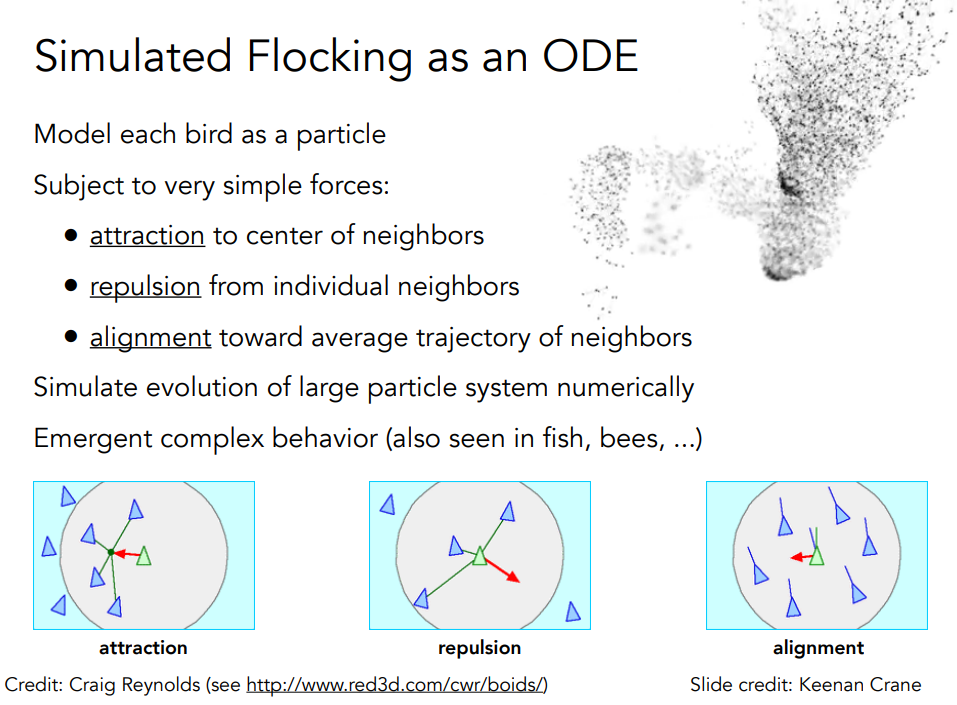 Simulated Flocking as an ODE
Model each bird as a particle
Subject to very simple forces:
• attraction to center of neighbors
• repulsion from individual neighbors
• alignment toward average trajectory of neighbors
Simulate evolution of large particle system numerically
Emergent complex behavior (also seen in fish, bees, ...)
attraction
repulsion
alignment
Credit: Craig Reynolds (see http://www.red3d.com/cwr/boids/)
Slide credit: Keenan Crane